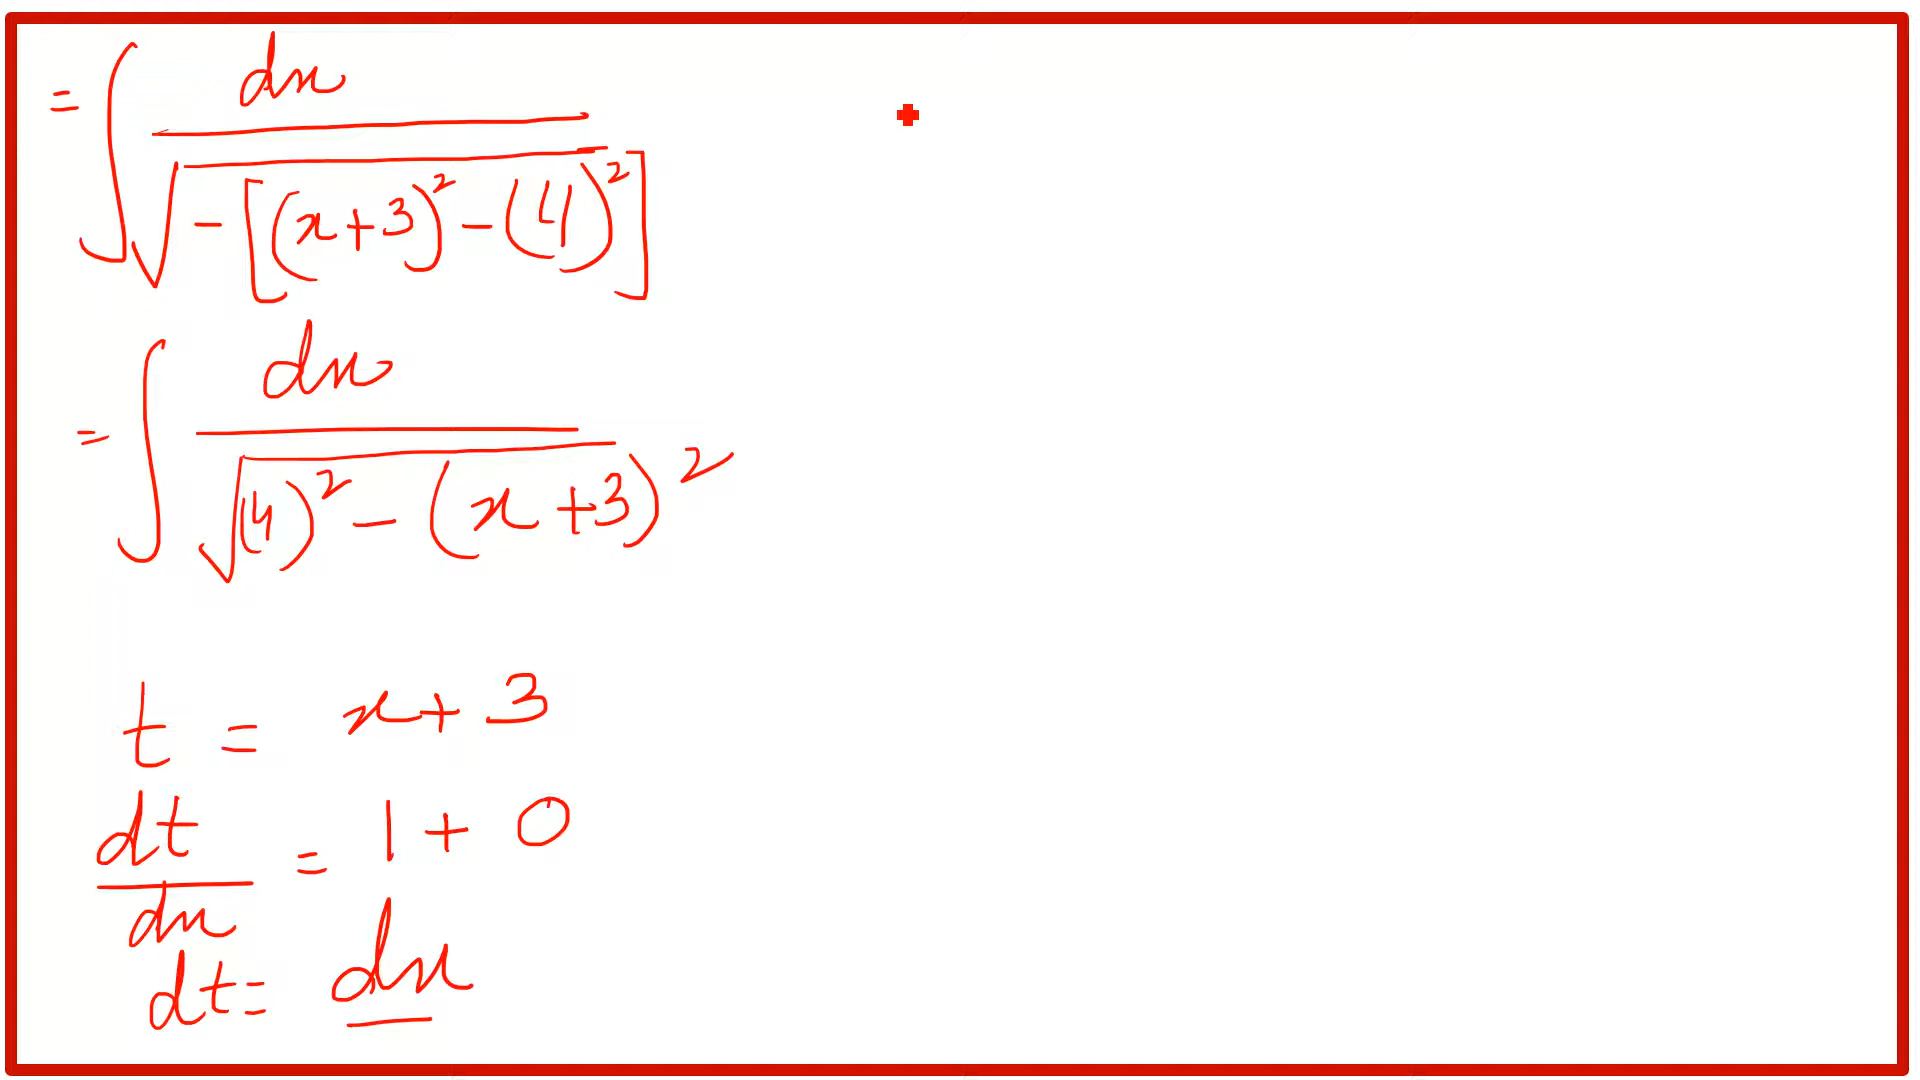 = ∫ dx / √(-[(x+3)² - (4)²])
= ∫ dx / √((4)² - (x+3)²)
t = x+3
dt/dx = 1+0
dt = dx